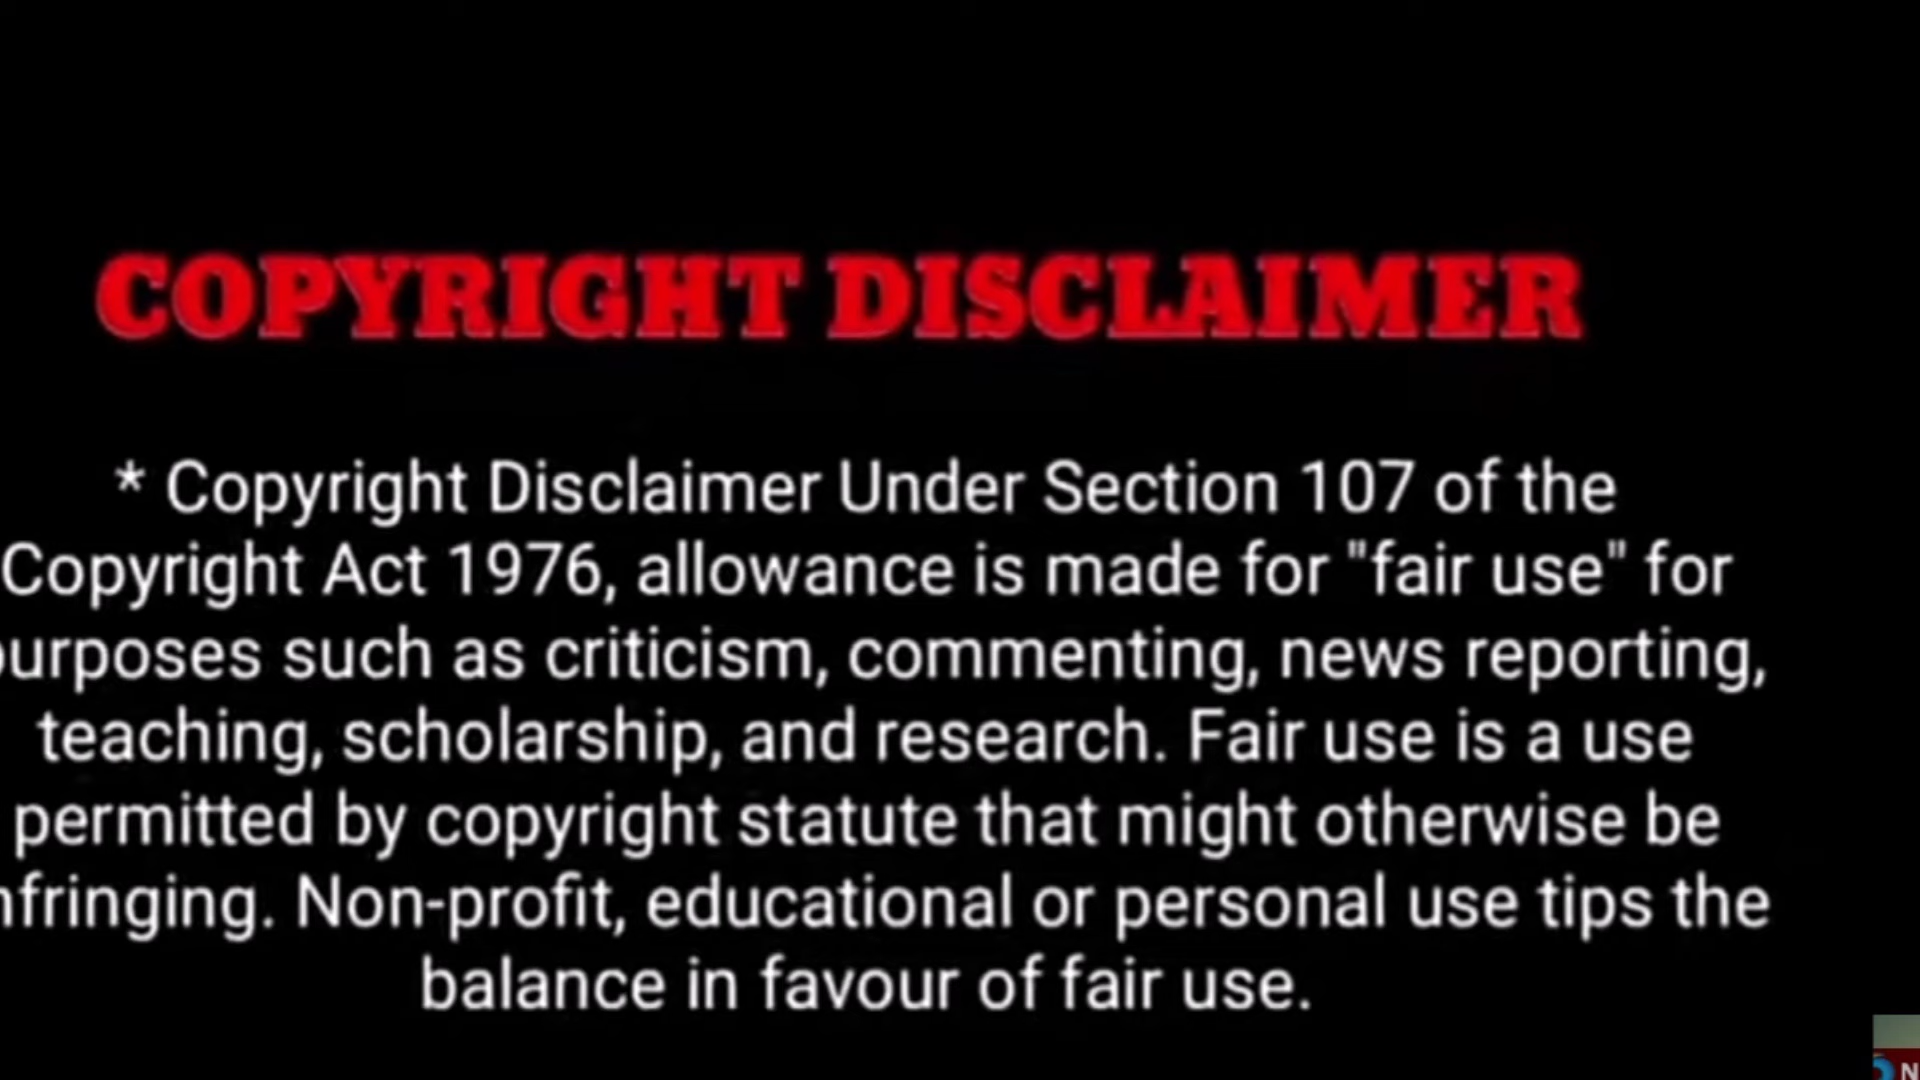 COPYRIGHT DISCLAIMER
* Copyright Disclaimer Under Section 107 of the
Copyright Act 1976, allowance is made for "fair use" for
purposes such as criticism, commenting, news reporting,
teaching, scholarship, and research. Fair use is a use
permitted by copyright statute that might otherwise be
nfringing. Non-profit, educational or personal use tips the
balance in favour of fair use.
N